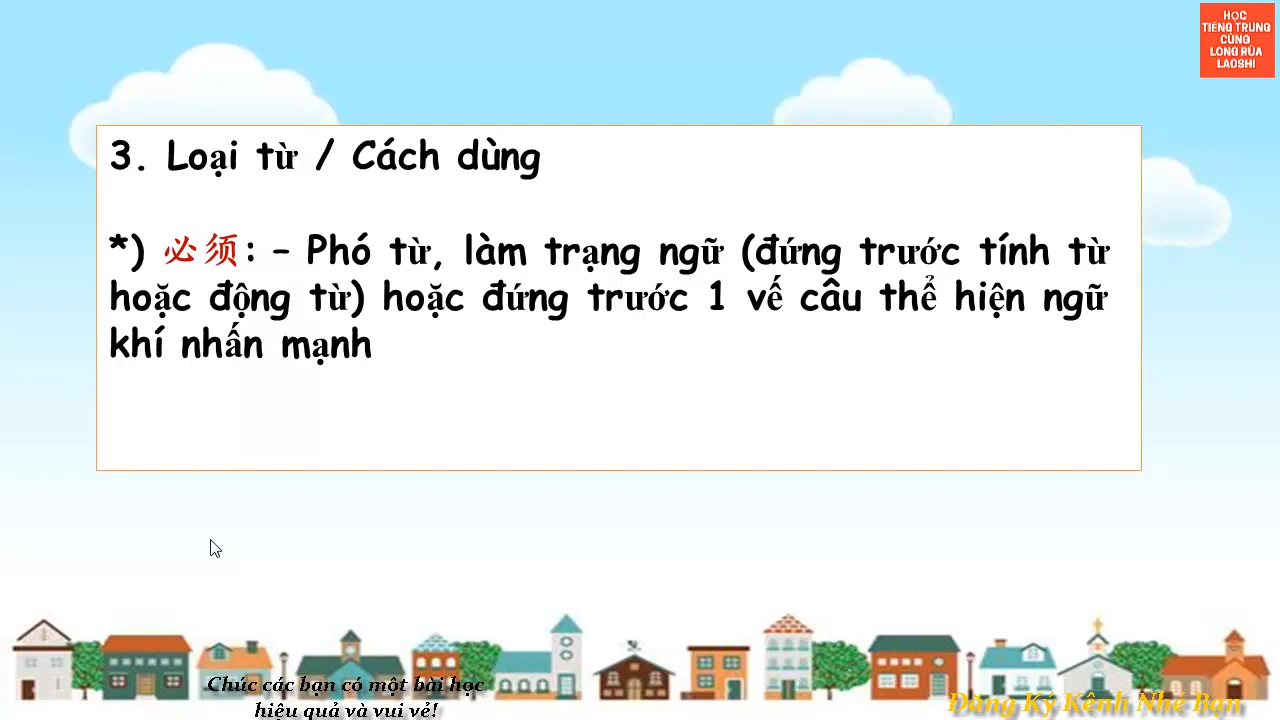 HỌC
TIẾNG TRUNG
CÙNG
LONG RÙA
LAOSHI
3. Loại từ / Cách dùng
*) 必须: – Phó từ, làm trạng ngữ (đứng trước tính từ
hoặc động từ) hoặc đứng trước 1 vế câu thể hiện ngữ
khí nhấn mạnh
Chúc các bạn có một bài học
hiệu quả và vui vẻ!
Đăng Ký Kênh Nhé Bạn